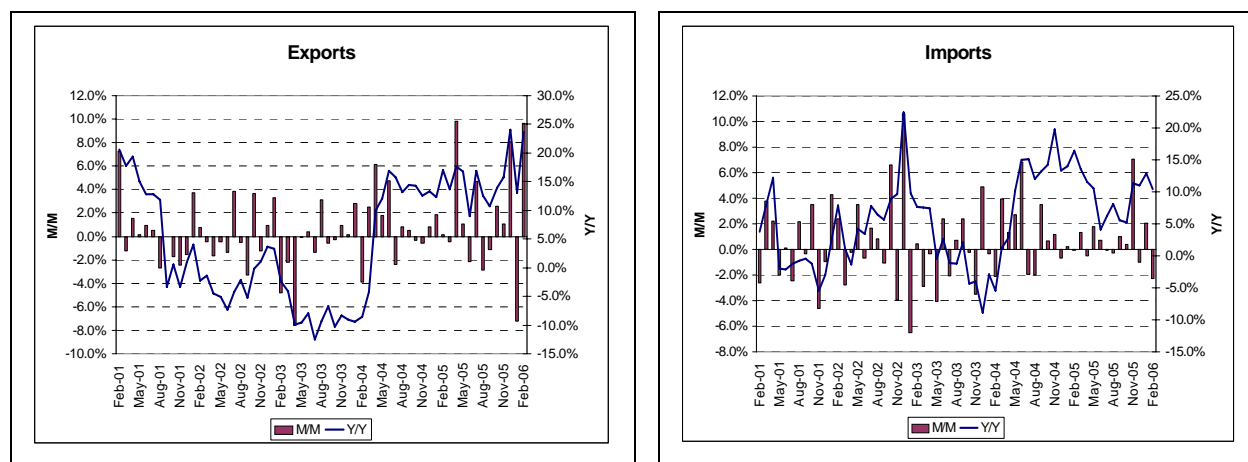 Exports
M/M
12.0%
10.0%
8.0%
6.0%
4.0%
2.0%
0.0%
-2.0%
-4.0%
-6.0%
-8.0%
-10.0%
30.0%
25.0%
20.0%
15.0%
10.0%
5.0%
0.0%
-5.0%
-10.0%
-15.0%
Y/Y
Feb-01
May-01
Aug-01
Nov-01
Feb-02
May-02
Aug-02
Nov-02
Feb-03
May-03
Aug-03
Nov-03
Feb-04
May-04
Aug-04
Nov-04
Feb-05
May-05
Aug-05
Nov-05
Feb-06
M/M Y/Y
Imports
M/M
12.0%
10.0%
8.0%
6.0%
4.0%
2.0%
0.0%
-2.0%
-4.0%
-6.0%
-8.0%
25.0%
20.0%
15.0%
10.0%
5.0%
0.0%
-5.0%
-10.0%
-15.0%
Y/Y
Feb-01
May-01
Aug-01
Nov-01
Feb-02
May-02
Aug-02
Nov-02
Feb-03
May-03
Aug-03
Nov-03
Feb-04
May-04
Aug-04
Nov-04
Feb-05
May-05
Aug-05
Nov-05
Feb-06
M/M Y/Y